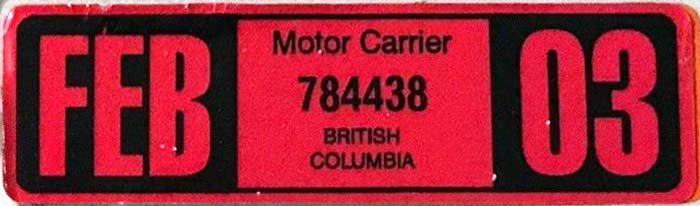 FEB
Motor Carrier
784438
BRITISH
COLUMBIA
03